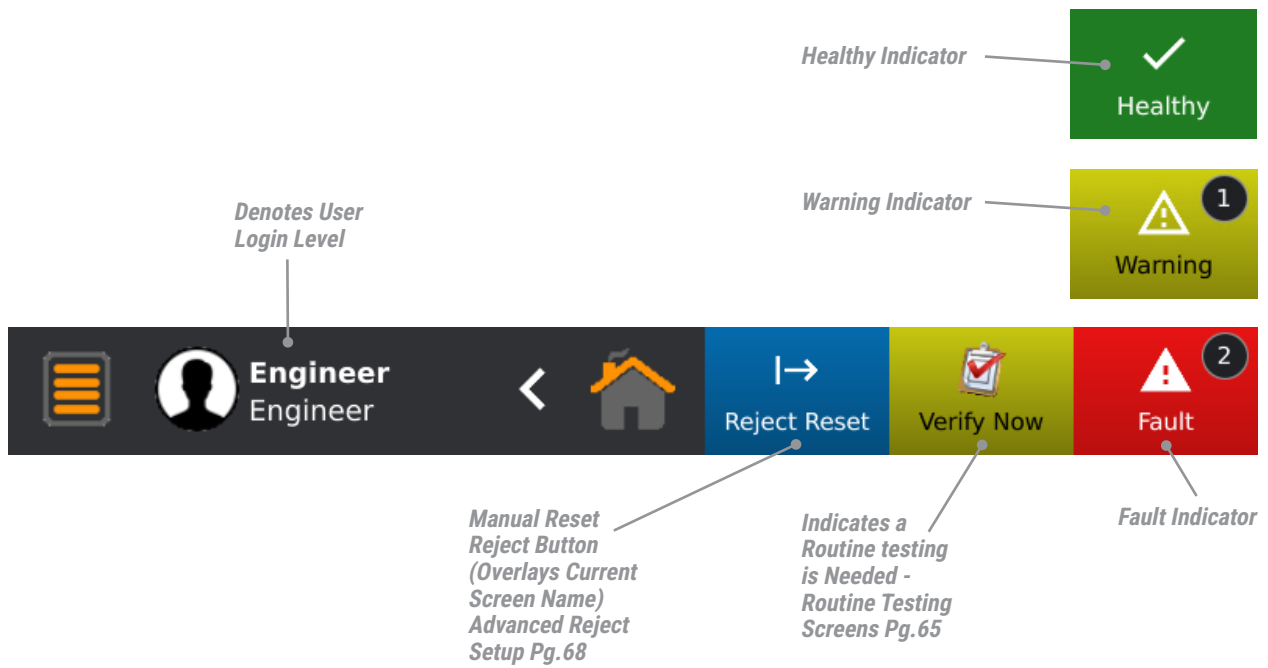 Healthy Indicator
Healthy
Warning Indicator
1
Warning
Denotes User
Login Level
Engineer
Engineer
Reject Reset
Verify Now
2
Fault
Manual Reset
Reject Button
(Overlays Current
Screen Name)
Advanced Reject
Setup Pg.68
Indicates a
Routine testing
is Needed -
Routine Testing
Screens Pg.65
Fault Indicator